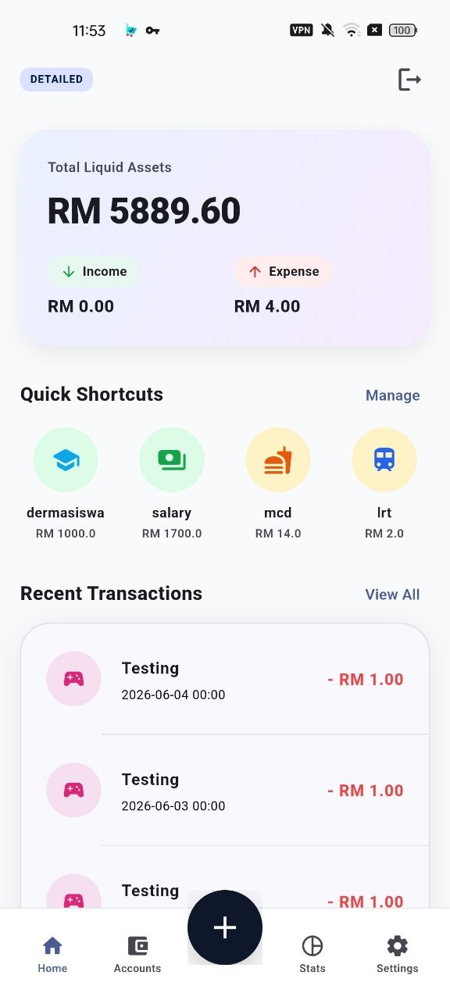 11:53
VPN
100
DETAILED
Total Liquid Assets
RM 5889.60
Income
Expense
RM 0.00
RM 4.00
Quick Shortcuts
Manage
dermasiswa
salary
mcd
lrt
RM 1000.0
RM 1700.0
RM 14.0
RM 2.0
Recent Transactions
View All
Testing
- RM 1.00
2026-06-04 00:00
Testing
- RM 1.00
2026-06-03 00:00
Testing
- RM 1.00
Home
Accounts
Stats
Settings